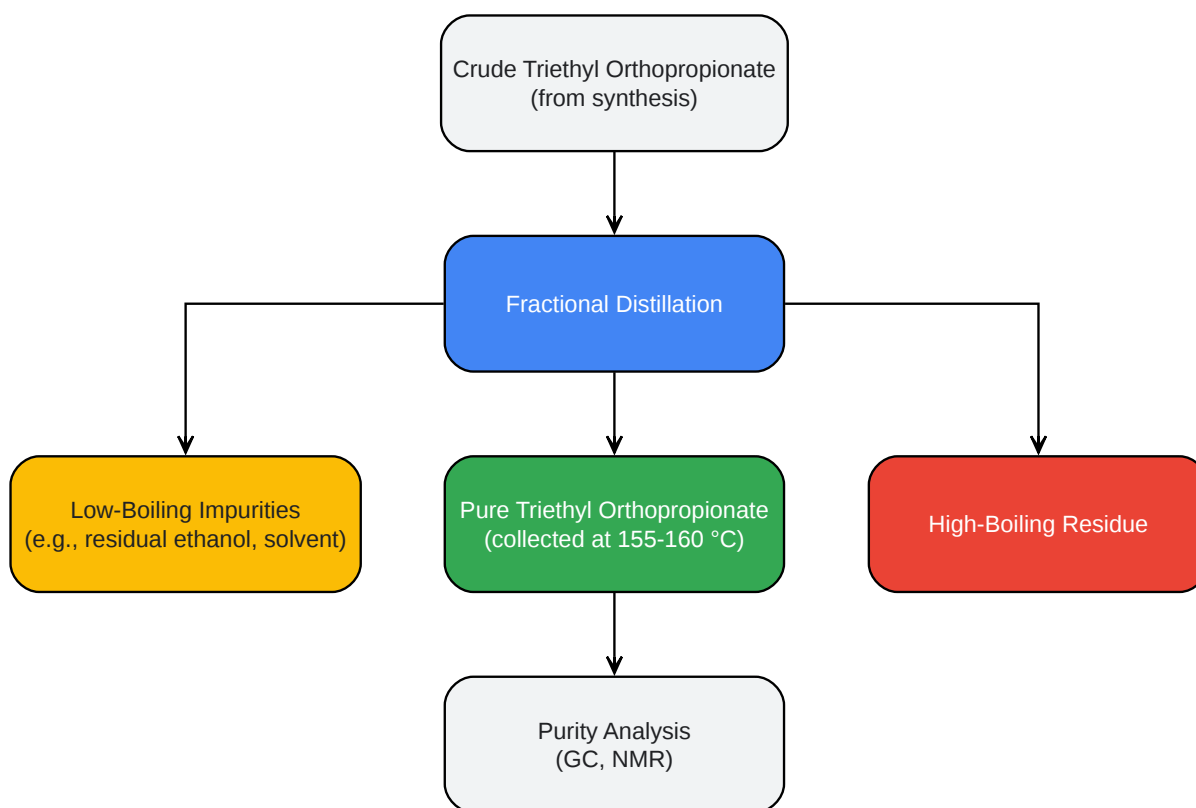 Crude Triethyl Orthopropionate
(from synthesis)
Fractional Distillation
Low-Boiling Impurities
(e.g., residual ethanol, solvent)
Pure Triethyl Orthopropionate
(collected at 155-160 °C)
High-Boiling Residue
Purity Analysis
(GC, NMR)